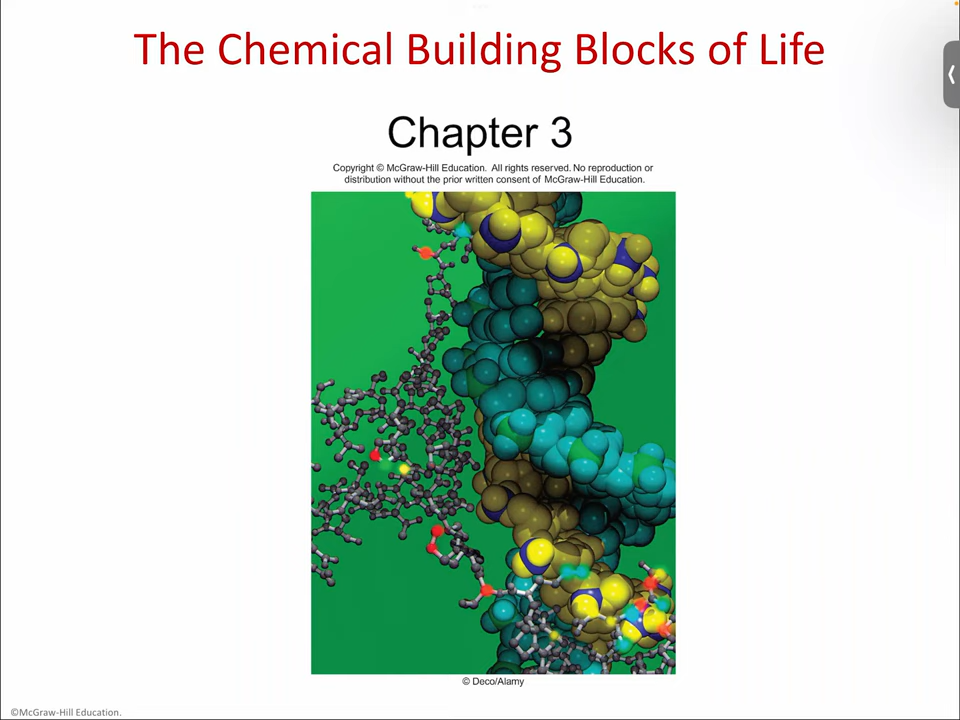 The Chemical Building Blocks of Life
Chapter 3
Copyright © McGraw-Hill Education. All rights reserved. No reproduction or
distribution without the prior written consent of McGraw-Hill Education.
© Deco/Alamy
©McGraw-Hill Education.